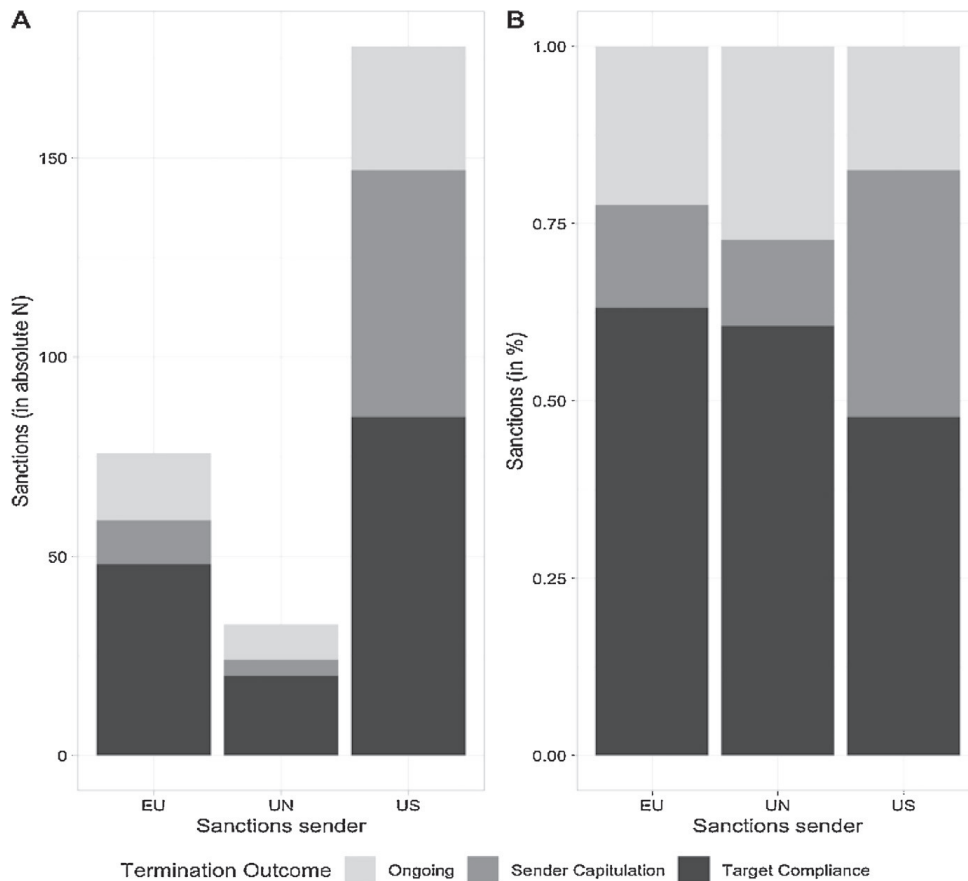 A
Sanctions (in absolute N)
150
100
50
0
EU UN US
Sanctions sender
B
Sanctions (in %)
1.00
0.75
0.50
0.25
0.00
EU UN US
Sanctions sender
Termination Outcome Ongoing Sender Capitulation Target Compliance